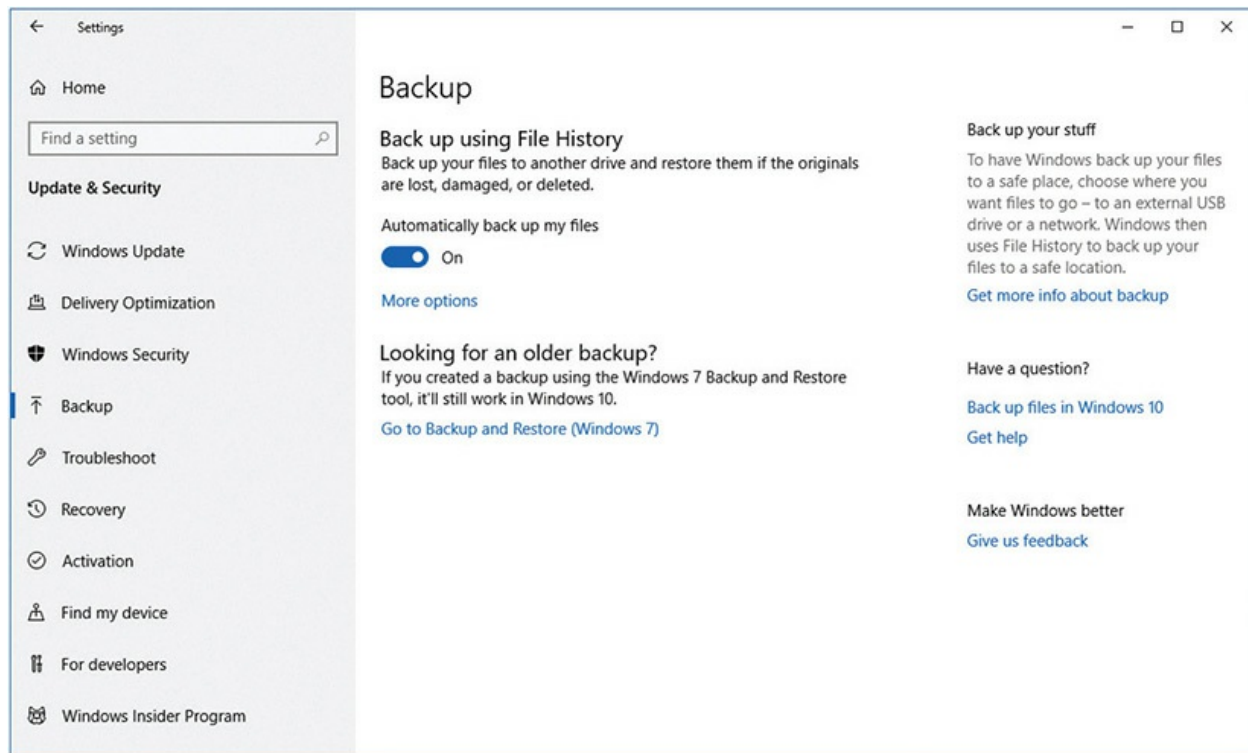 Settings
Home
Find a setting
Update & Security
Windows Update
Delivery Optimization
Windows Security
Backup
Troubleshoot
Recovery
Activation
Find my device
For developers
Windows Insider Program
Backup
Back up using File History
Back up your files to another drive and restore them if the originals
are lost, damaged, or deleted.
Automatically back up my files
On
More options
Looking for an older backup?
If you created a backup using the Windows 7 Backup and Restore
tool, it'll still work in Windows 10.
Go to Backup and Restore (Windows 7)
Back up your stuff
To have Windows back up your files
to a safe place, choose where you
want files to go – to an external USB
drive or a network. Windows then
uses File History to back up your
files to a safe location.
Get more info about backup
Have a question?
Back up files in Windows 10
Get help
Make Windows better
Give us feedback